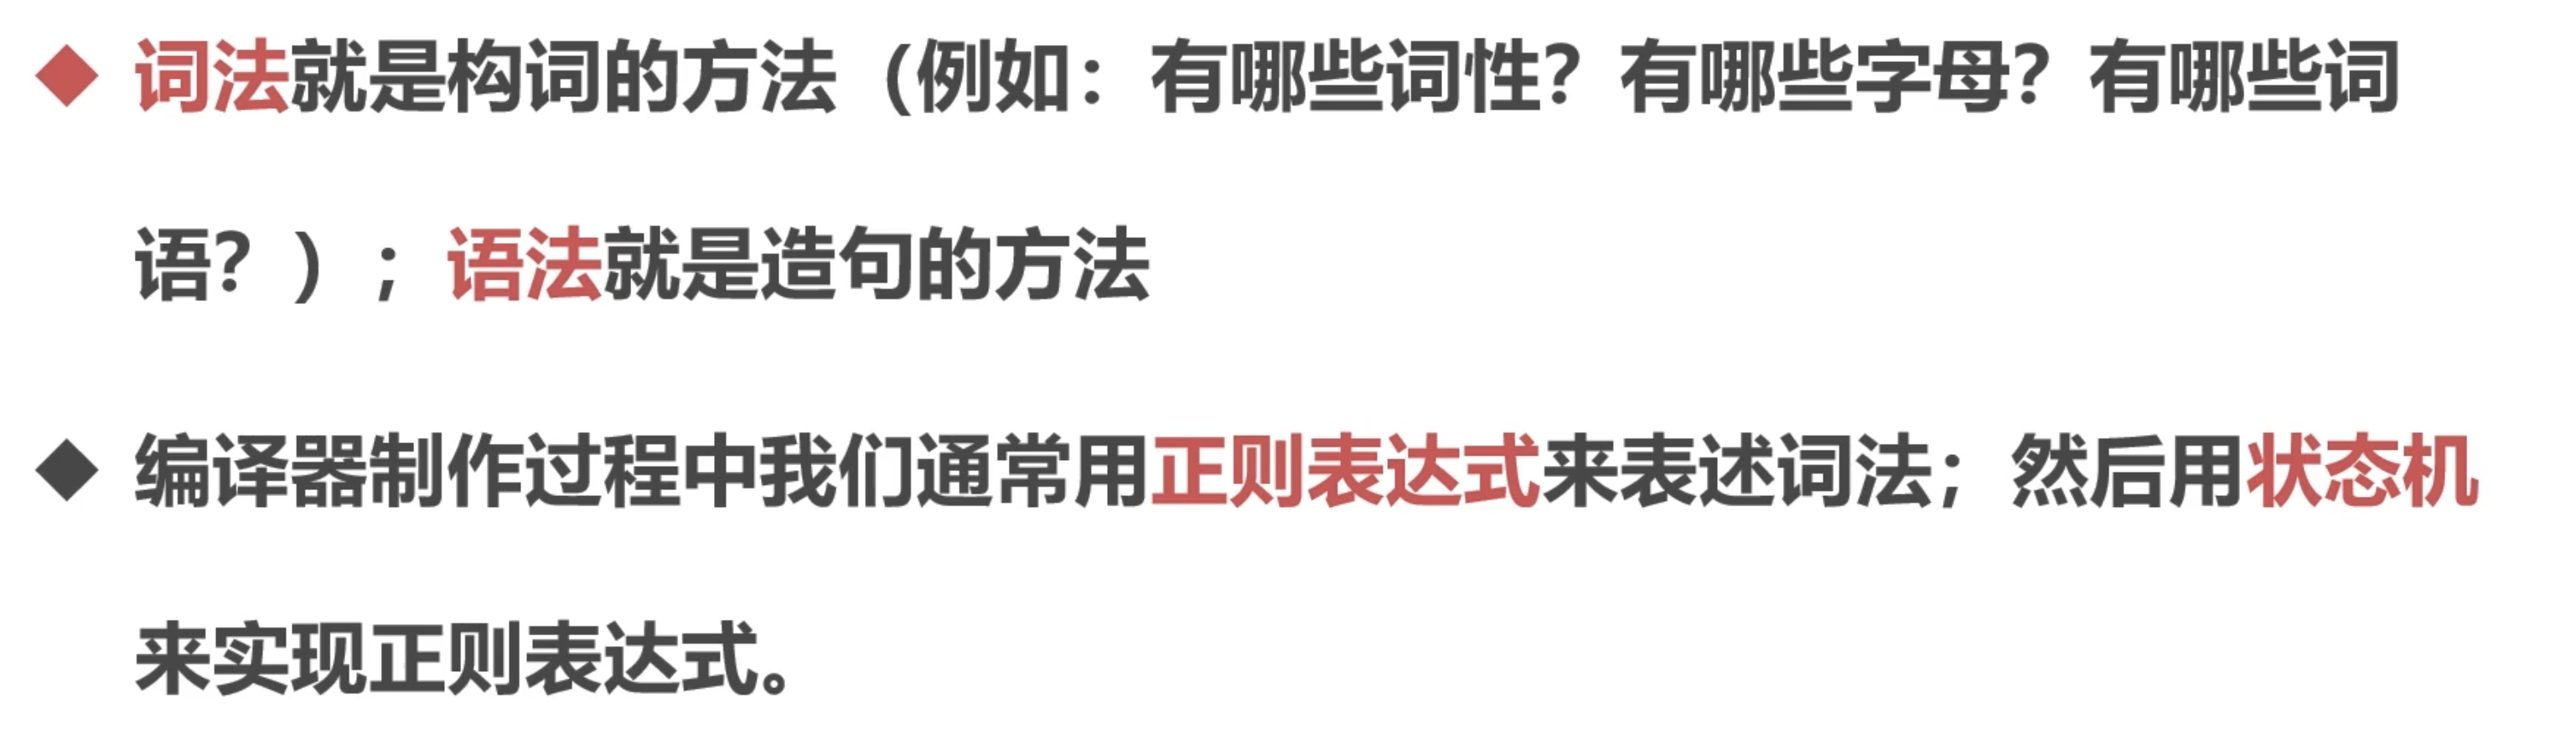 ◆ 词法就是构词的方法（例如：有哪些词性？有哪些字母？有哪些词
语？）；语法就是造句的方法
◆ 编译器制作过程中我们通常用正则表达式来表述词法；然后用状态机
来实现正则表达式。